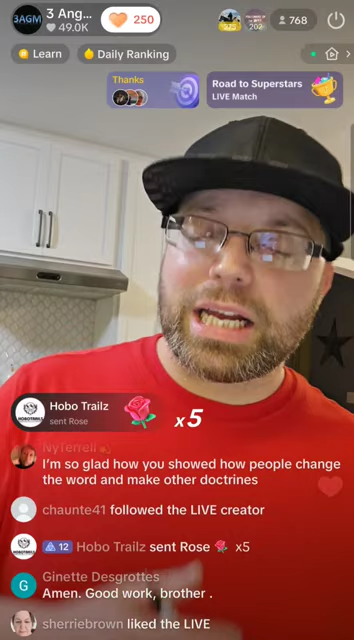 3AGM
3 Ang...
49.0K
250
202
768
Learn
Daily Ranking
Thanks
Road to Superstars
LIVE Match
HOBOTRAILZ
Hobo Trailz
sent Rose
x5
NyTerrell
I'm so glad how you showed how people change
the word and make other doctrines
chaunte41 followed the LIVE creator
12 Hobo Trailz sent Rose x5
G
Ginette Desgrottes
Amen. Good work, brother .
sherriebrown liked the LIVE